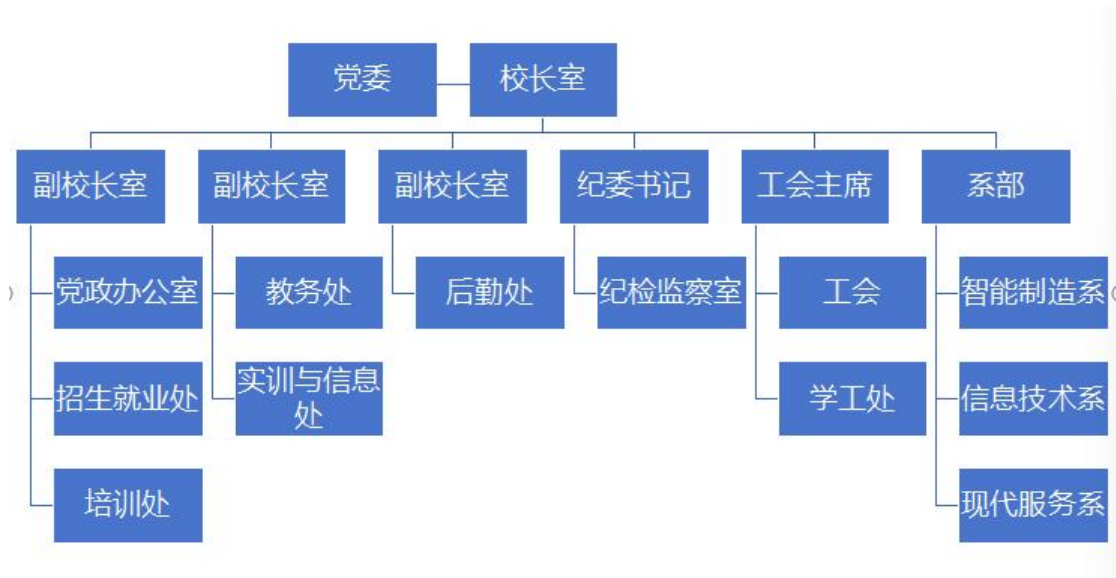 党委
校长室
副校长室
副校长室
副校长室
纪委书记
工会主席
系部
党政办公室
教务处
后勤处
纪检监察室
工会
智能制造系
招生就业处
实训与信息
处
学工处
信息技术系
培训处
现代服务系